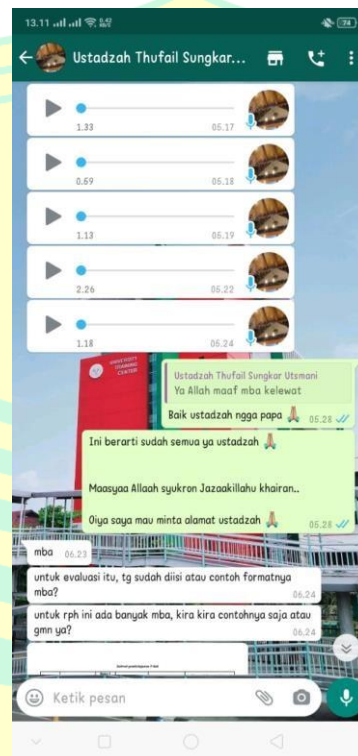 13.11
74
Ustadzah Thufail Sungkar...
1.33 05.17
0.59 05.18
1.13 05.19
2.26 05.22
1.18 05.24
UNIVERSITY
TRAINING
CENTER
Ustadzah Thufail Sungkar Utsmani
Ya Allah maaf mba kelewat
Baik ustadzah ngga papa 🙏 05.28
Ini berarti sudah semua ya ustadzah 🙏
Maasyaa Allaah syukron Jazaakillahu khairan..
Oiya saya mau minta alamat ustadzah 🙏 05.28
mba 06.23
untuk evaluasi itu, tg sudah diisi atau contoh formatnya
mba? 06.24
untuk rph ini ada banyak mba, kira kira contohnya saja atau
gmn ya? 06.24
Ketik pesan